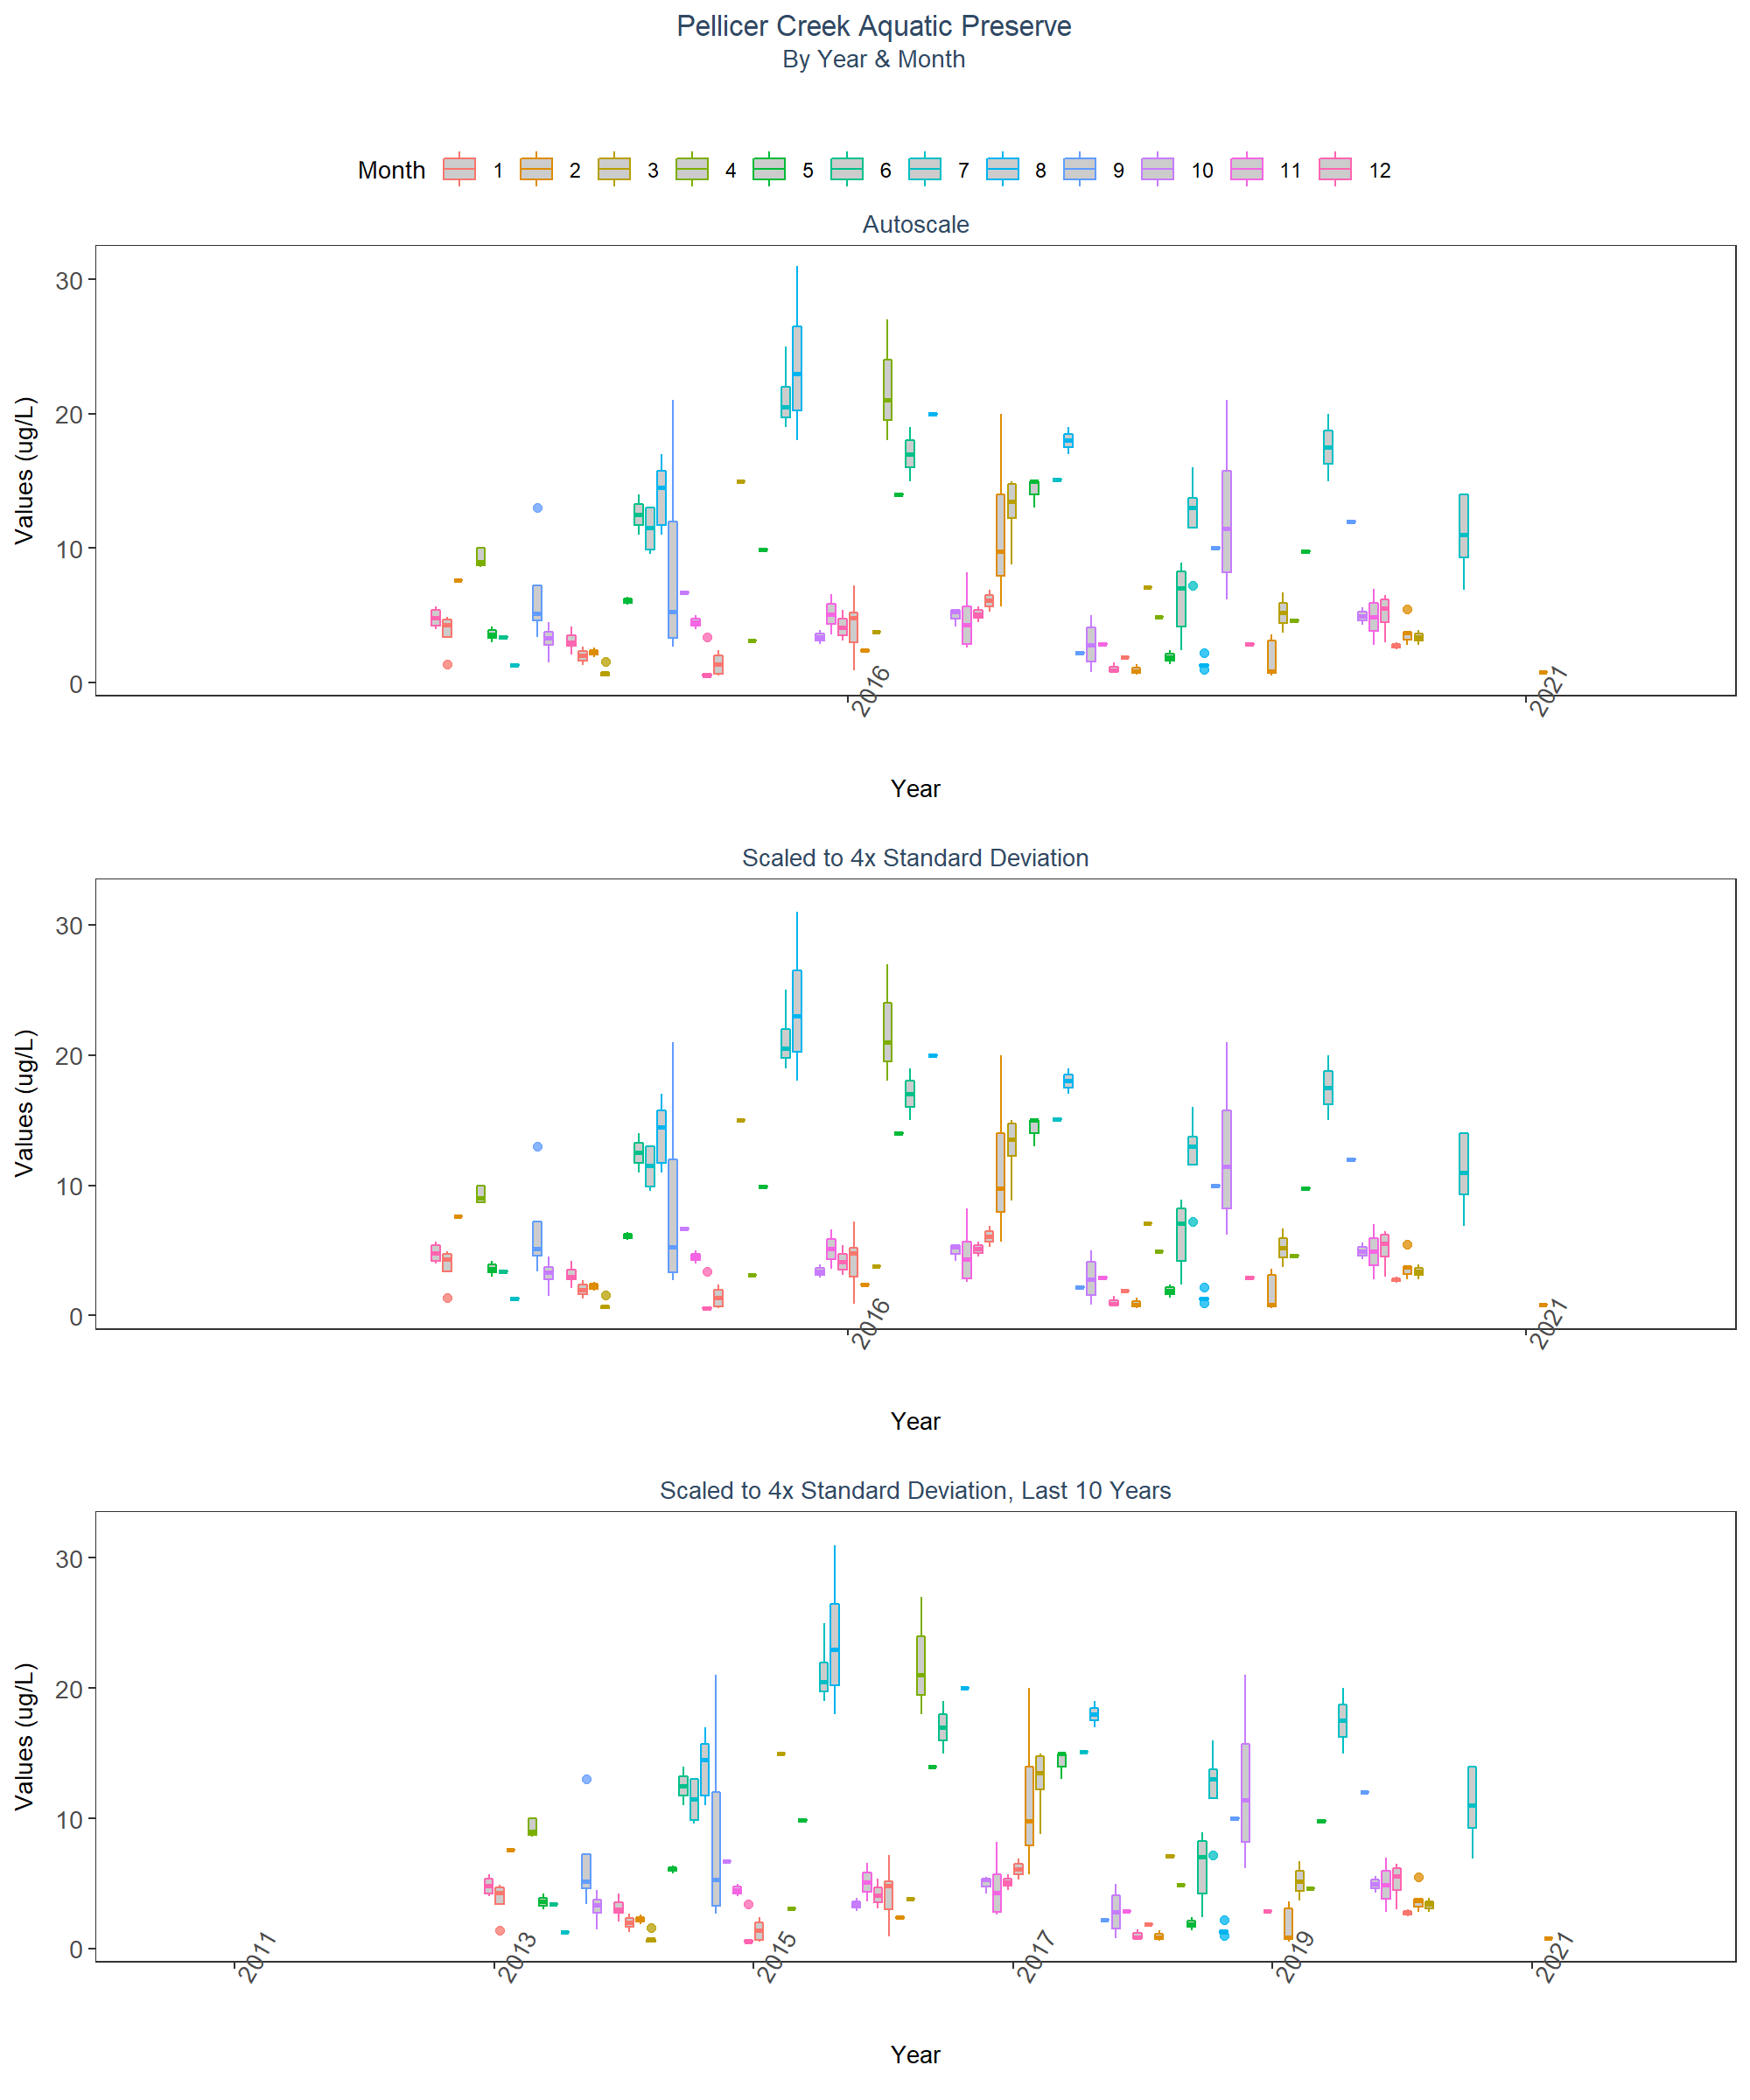 Pellicer Creek Aquatic Preserve
By Year & Month
Month 1 2 3 4 5 6 7 8 9 10 11 12
Autoscale
Values (ug/L)
30
20
10
0
2016 2021
Year
Scaled to 4x Standard Deviation
Values (ug/L)
30
20
10
0
2016 2021
Year
Scaled to 4x Standard Deviation, Last 10 Years
Values (ug/L)
30
20
10
0
2011 2013 2015 2017 2019 2021
Year